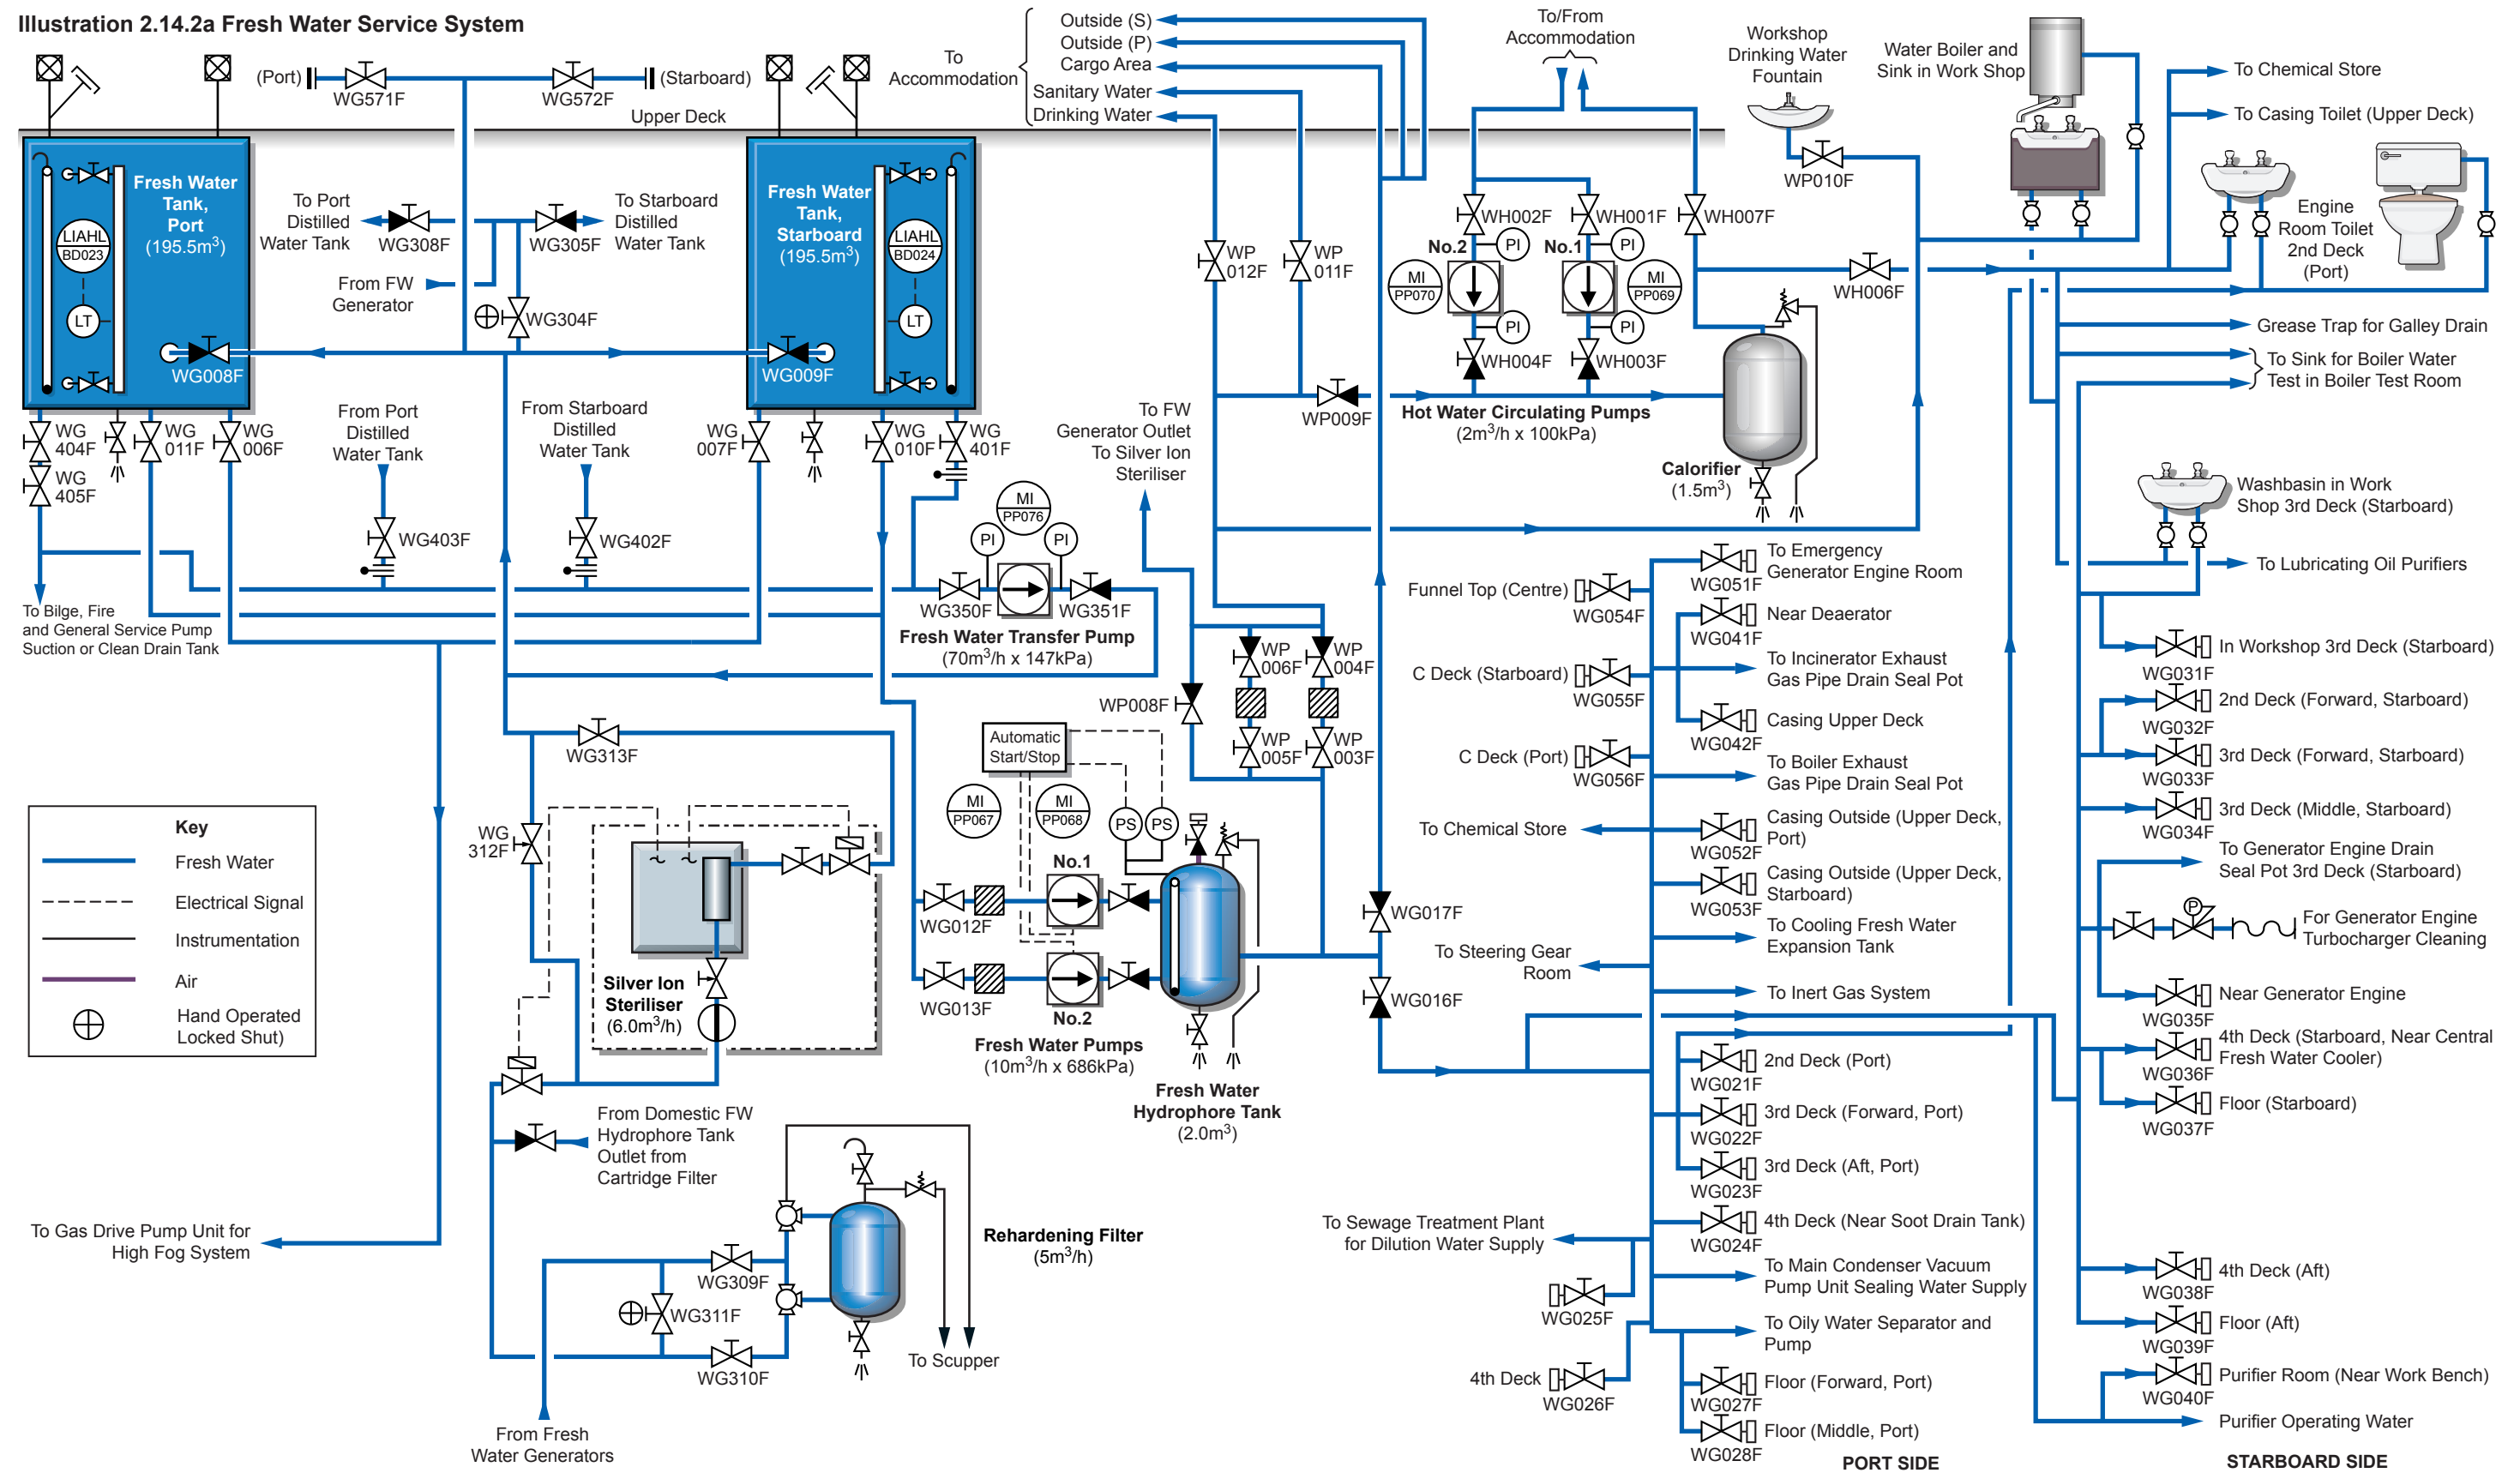 Illustration 2.14.2a Fresh Water Service System
(Port)
WG571F
WG572F
(Starboard)
Upper Deck
Fresh Water
Tank,
Port
(195.5m³)
LIAHL
BD023
LT
WG008F
To Port
Distilled
Water Tank
WG308F
WG305F
To Starboard
Distilled
Water Tank
From FW
Generator
WG304F
Fresh Water
Tank,
Starboard
(195.5m³)
LIAHL
BD024
LT
WG009F
WG
404F
WG
405F
WG
011F
WG
006F
From Port
Distilled
Water Tank
WG403F
From Starboard
Distilled
Water Tank
WG402F
WG
007F
WG
010F
WG
401F
To Bilge, Fire
and General Service Pump
Suction or Clean Drain Tank
MI
PP076
PI
PI
WG350F
WG351F
Fresh Water Transfer Pump
(70m³/h x 147kPa)
To
Accommodation
Outside (S)
Outside (P)
Cargo Area
Sanitary Water
Drinking Water
To/From
Accommodation
WH002F
WH001F
WH007F
No.2
PI
No.1
PI
MI
PP070
MI
PP069
PI
PI
WH004F
WH003F
WP
012F
WP
011F
WP009F
Hot Water Circulating Pumps
(2m³/h x 100kPa)
Calorifier
(1.5m³)
To FW
Generator Outlet
To Silver Ion
Steriliser
Workshop
Drinking Water
Fountain
WP010F
WH006F
Water Boiler and
Sink in Work Shop
To Chemical Store
To Casing Toilet (Upper Deck)
Engine
Room Toilet
2nd Deck
(Port)
Grease Trap for Galley Drain
To Sink for Boiler Water
Test in Boiler Test Room
Washbasin in Work
Shop 3rd Deck (Starboard)
To Lubricating Oil Purifiers
WP
006F
WP
004F
WP008F
WP
005F
WP
003F
Automatic
Start/Stop
MI
PP067
MI
PP068
PS
PS
WG313F
WG
312F
No.1
WG012F
WG013F
No.2
Fresh Water Pumps
(10m³/h x 686kPa)
Fresh Water
Hydrophore Tank
(2.0m³)
WG017F
WG016F
Silver Ion
Steriliser
(6.0m³/h)
Key
Fresh Water
Electrical Signal
Instrumentation
Air
Hand Operated
Locked Shut)
From Domestic FW
Hydrophore Tank
Outlet from
Cartridge Filter
To Gas Drive Pump Unit for
High Fog System
WG309F
WG311F
WG310F
Rehardening Filter
(5m³/h)
To Scupper
From Fresh
Water Generators
Funnel Top (Centre)
WG054F
C Deck (Starboard)
WG055F
C Deck (Port)
WG056F
To Chemical Store
To Steering Gear
Room
To Sewage Treatment Plant
for Dilution Water Supply
WG025F
4th Deck
WG026F
To Emergency
Generator Engine Room
WG051F
Near Deaerator
WG041F
To Incinerator Exhaust
Gas Pipe Drain Seal Pot
Casing Upper Deck
WG042F
To Boiler Exhaust
Gas Pipe Drain Seal Pot
Casing Outside (Upper Deck,
Port)
WG052F
Casing Outside (Upper Deck,
Starboard)
WG053F
To Cooling Fresh Water
Expansion Tank
To Inert Gas System
2nd Deck (Port)
WG021F
3rd Deck (Forward, Port)
WG022F
3rd Deck (Aft, Port)
WG023F
4th Deck (Near Soot Drain Tank)
WG024F
To Main Condenser Vacuum
Pump Unit Sealing Water Supply
To Oily Water Separator and
Pump
Floor (Forward, Port)
WG027F
Floor (Middle, Port)
WG028F
PORT SIDE
In Workshop 3rd Deck (Starboard)
WG031F
2nd Deck (Forward, Starboard)
WG032F
3rd Deck (Forward, Starboard)
WG033F
3rd Deck (Middle, Starboard)
WG034F
To Generator Engine Drain
Seal Pot 3rd Deck (Starboard)
P
For Generator Engine
Turbocharger Cleaning
Near Generator Engine
WG035F
4th Deck (Starboard, Near Central
Fresh Water Cooler)
WG036F
Floor (Starboard)
WG037F
4th Deck (Aft)
WG038F
Floor (Aft)
WG039F
Purifier Room (Near Work Bench)
WG040F
Purifier Operating Water
STARBOARD SIDE